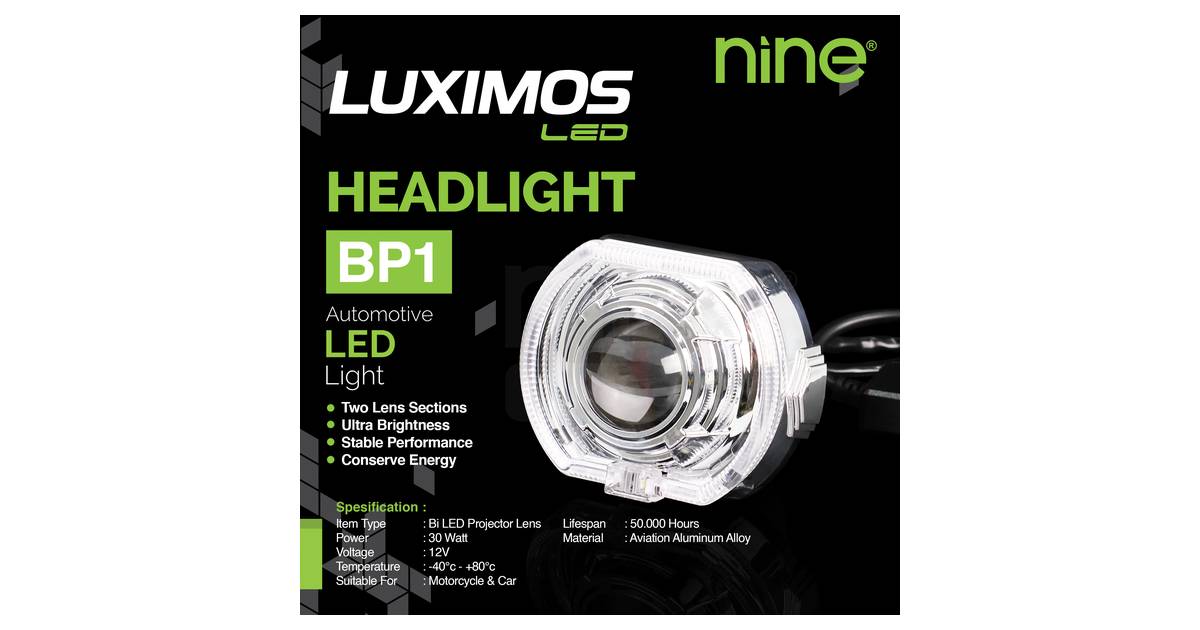 nine®
LUXIMOS
LED
HEADLIGHT
BP1
Automotive
LED
Light
Two Lens Sections
Ultra Brightness
Stable Performance
Conserve Energy
Spesification :
Item Type : Bi LED Projector Lens
Power : 30 Watt
Voltage : 12V
Temperature : -40°c - +80°c
Suitable For : Motorcycle & Car
Lifespan : 50.000 Hours
Material : Aviation Aluminum Alloy